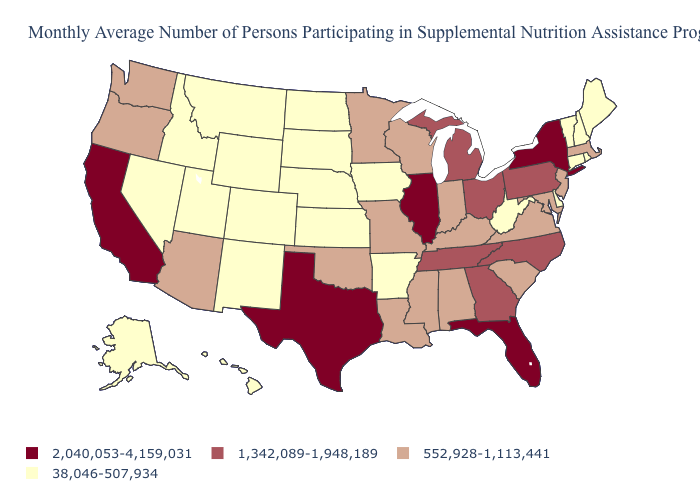 Monthly Average Number of Persons Participating in Supplemental Nutrition Assistance
2,040,053-4,159,031 1,342,089-1,948,189 552,928-1,113,441
38,046-507,934